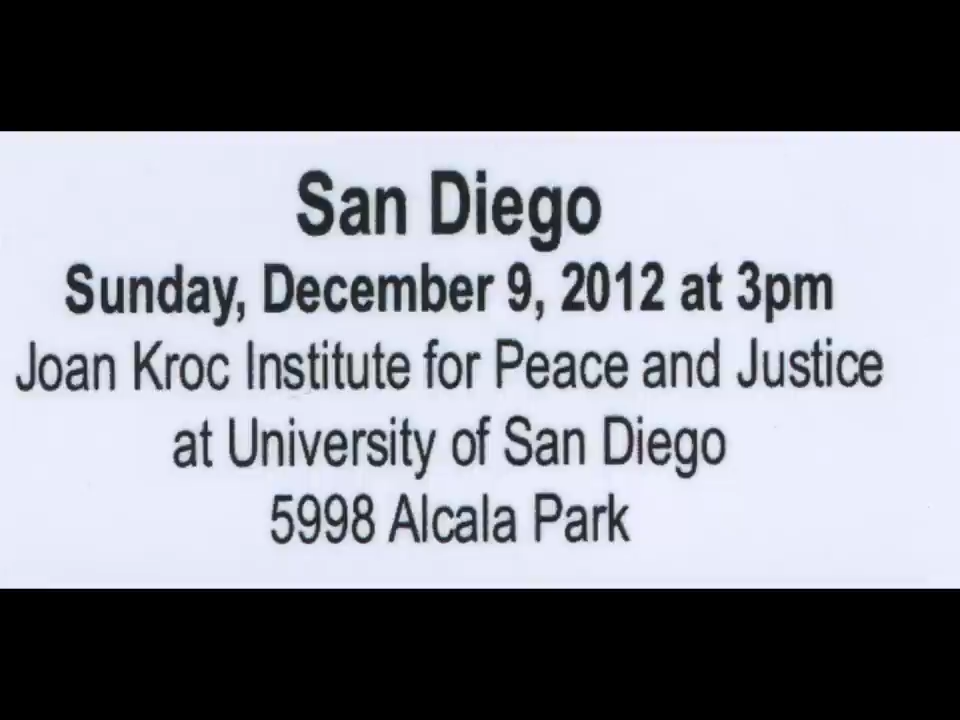 San Diego
Sunday, December 9, 2012 at 3pm
Joan Kroc Institute for Peace and Justice
at University of San Diego
5998 Alcala Park